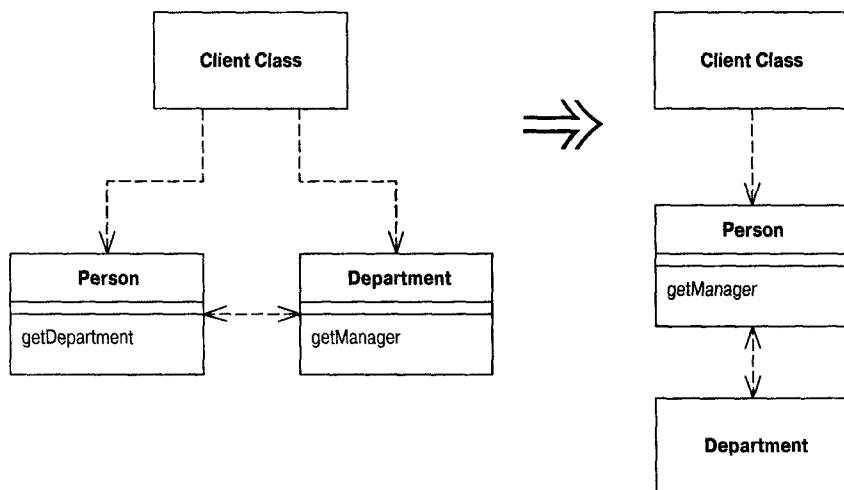 Client Class
Person
getDepartment
Department
getManager
Client Class
Person
getManager
Department